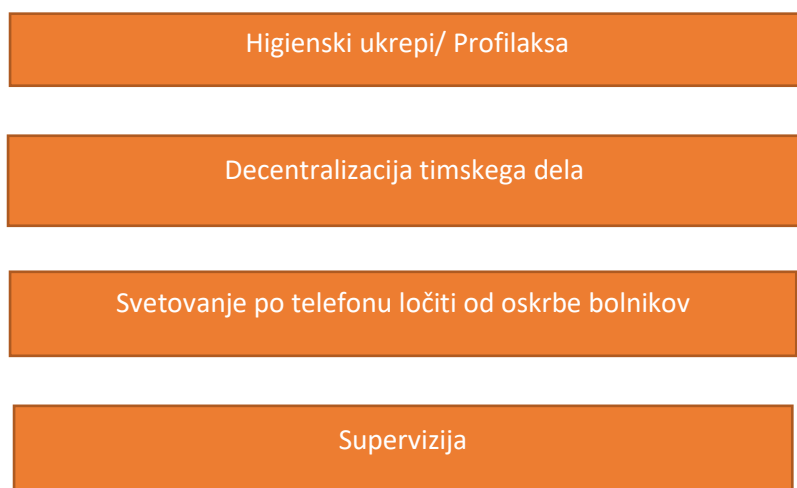 Higienski ukrepi/ Profilaksa
Decentralizacija timskega dela
Svetovanje po telefonu ločiti od oskrbe bolnikov
Supervizija